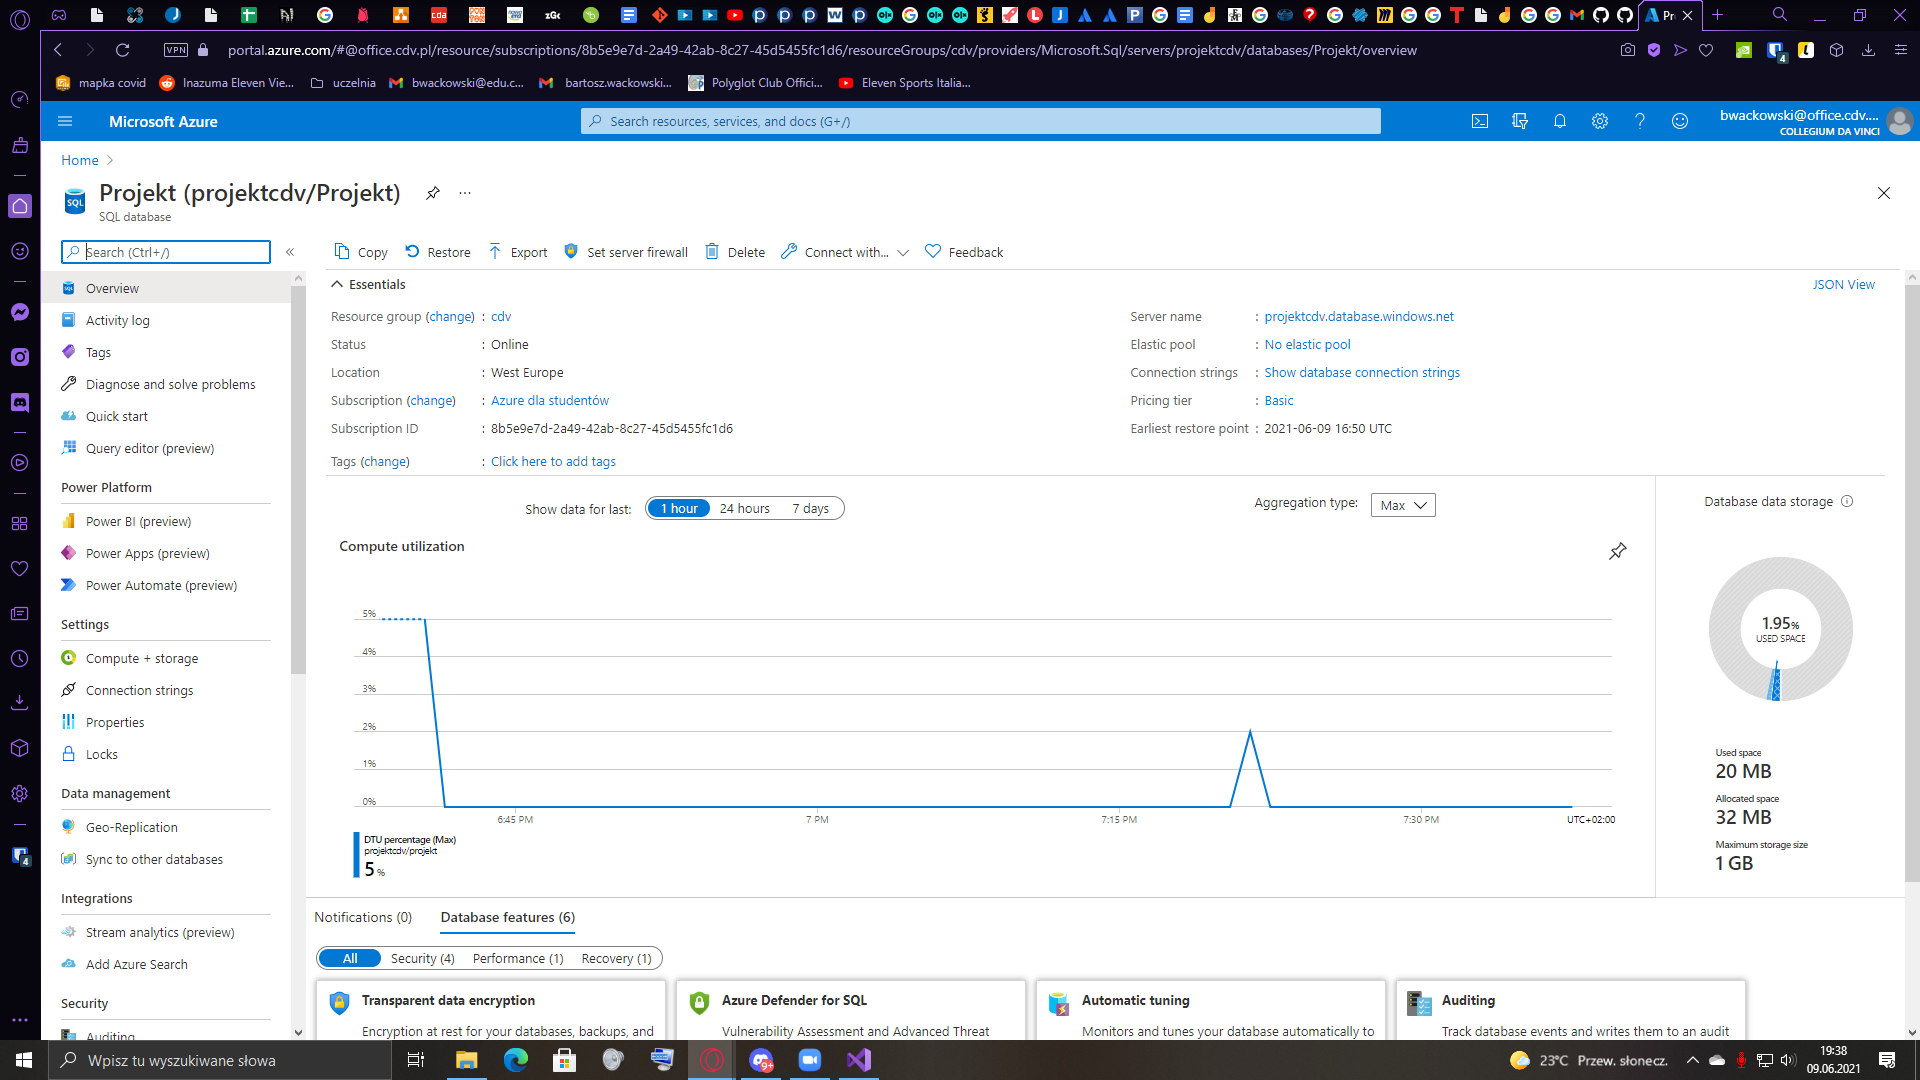 Pr
VPN
portal.azure.com/#@office.cdv.pl/resource/subscriptions/8b5e9e7d-2a49-42ab-8c27-45d5455fc1d6/resourceGroups/cdv/providers/Microsoft.Sql/servers/projektcdv/databases/Projekt/overview
mapka covid
Inazuma Eleven Vie...
uczelnia
bwackowski@edu.c...
bartosz.wackowski...
Polyglot Club Offici...
Eleven Sports Italia...
Microsoft Azure
Search resources, services, and docs (G+/)
bwackowski@office.cdv....
COLLEGIUM DA VINCI
Home
Projekt (projektcdv/Projekt)
SQL database
Search (Ctrl+/)
Copy
Restore
Export
Set server firewall
Delete
Connect with...
Feedback
Overview
Activity log
Tags
Diagnose and solve problems
Quick start
Query editor (preview)
Power Platform
Power BI (preview)
Power Apps (preview)
Power Automate (preview)
Settings
Compute + storage
Connection strings
Properties
Locks
Data management
Geo-Replication
Sync to other databases
Integrations
Stream analytics (preview)
Add Azure Search
Security
Auditing
Essentials
JSON View
Resource group (change) : cdv
Status : Online
Location : West Europe
Subscription (change) : Azure dla studentów
Subscription ID : 8b5e9e7d-2a49-42ab-8c27-45d5455fc1d6
Tags (change) : Click here to add tags
Server name : projektcdv.database.windows.net
Elastic pool : No elastic pool
Connection strings : Show database connection strings
Pricing tier : Basic
Earliest restore point : 2021-06-09 16:50 UTC
Show data for last: 1 hour 24 hours 7 days
Aggregation type: Max
Compute utilization
5%
4%
3%
2%
1%
0%
6:45 PM
7 PM
7:15 PM
7:30 PM
UTC+02:00
DTU percentage (Max)
projektcdv/projekt
5 %
Database data storage
1.95%
USED SPACE
Used space
20 MB
Allocated space
32 MB
Maximum storage size
1 GB
Notifications (0)
Database features (6)
All
Security (4)
Performance (1)
Recovery (1)
Transparent data encryption
Encryption at rest for your databases, backups, and
Azure Defender for SQL
Vulnerability Assessment and Advanced Threat
Automatic tuning
Monitors and tunes your database automatically to
Auditing
Track database events and writes them to an audit
Wpisz tu wyszukiwane słowa
23°C Przew. słonecz.
19:38
09.06.2021